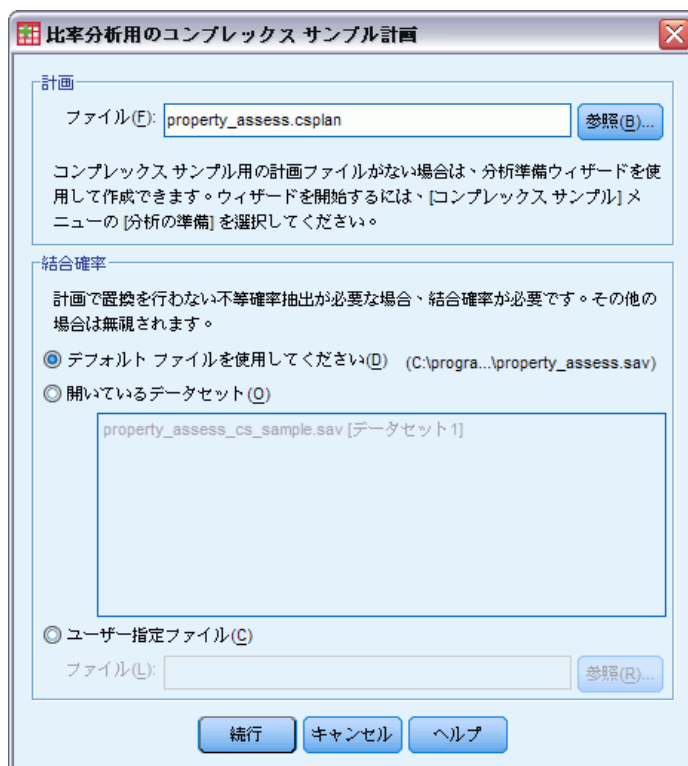 比率分析用のコンプレックス サンプル計画
計画
ファイル(F): property_assess.csplan 参照(B)...
コンプレックス サンプル用の計画ファイルがない場合は、分析準備ウィザードを使
用して作成できます。ウィザードを開始するには、[コンプレックス サンプル] メ
ニューの [分析の準備] を選択してください。
結合確率
計画で置換を行わない不等確率抽出が必要な場合、結合確率が必要です。その他の
場合は無視されます。
デフォルト ファイルを使用してください(D) (C:\progra...\property_assess.sav)
開いているデータセット(O)
property_assess_cs_sample.sav [データセット1]
ユーザー指定ファイル(C)
ファイル(L): 参照(R)...
続行 キャンセル ヘルプ